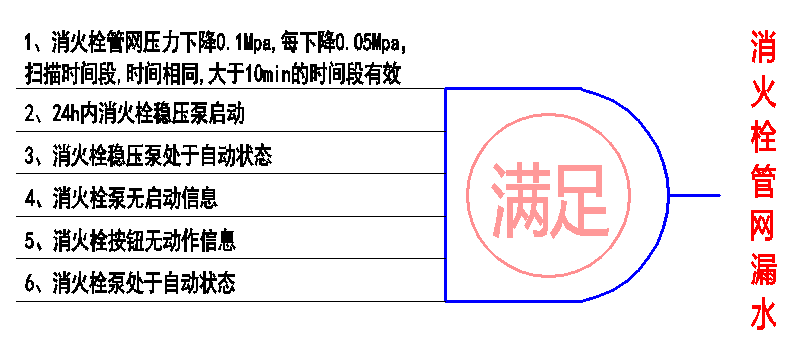 1、消火栓管网压力下降0.1Mpa,每下降0.05Mpa,
扫描时间段,时间相同,大于10min的时间段有效
2、24h内消火栓稳压泵启动
3、消火栓稳压泵处于自动状态
4、消火栓泵无启动信息
5、消火栓按钮无动作信息
6、消火栓泵处于自动状态
满足
消火栓管网漏水